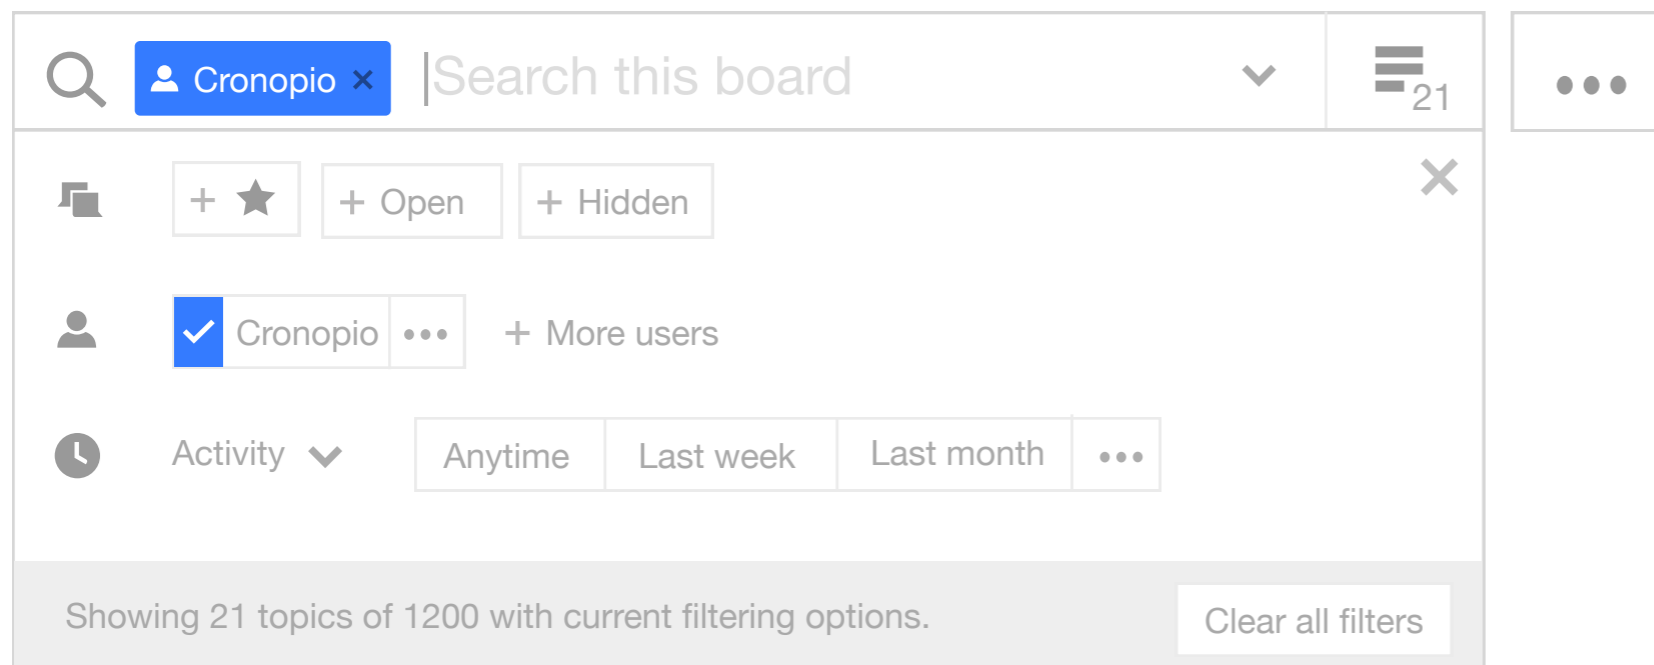 Cronopio × Search this board 21
+ ★ + Open + Hidden
Cronopio ••• + More users
Activity Anytime Last week Last month •••
Showing 21 topics of 1200 with current filtering options. Clear all filters